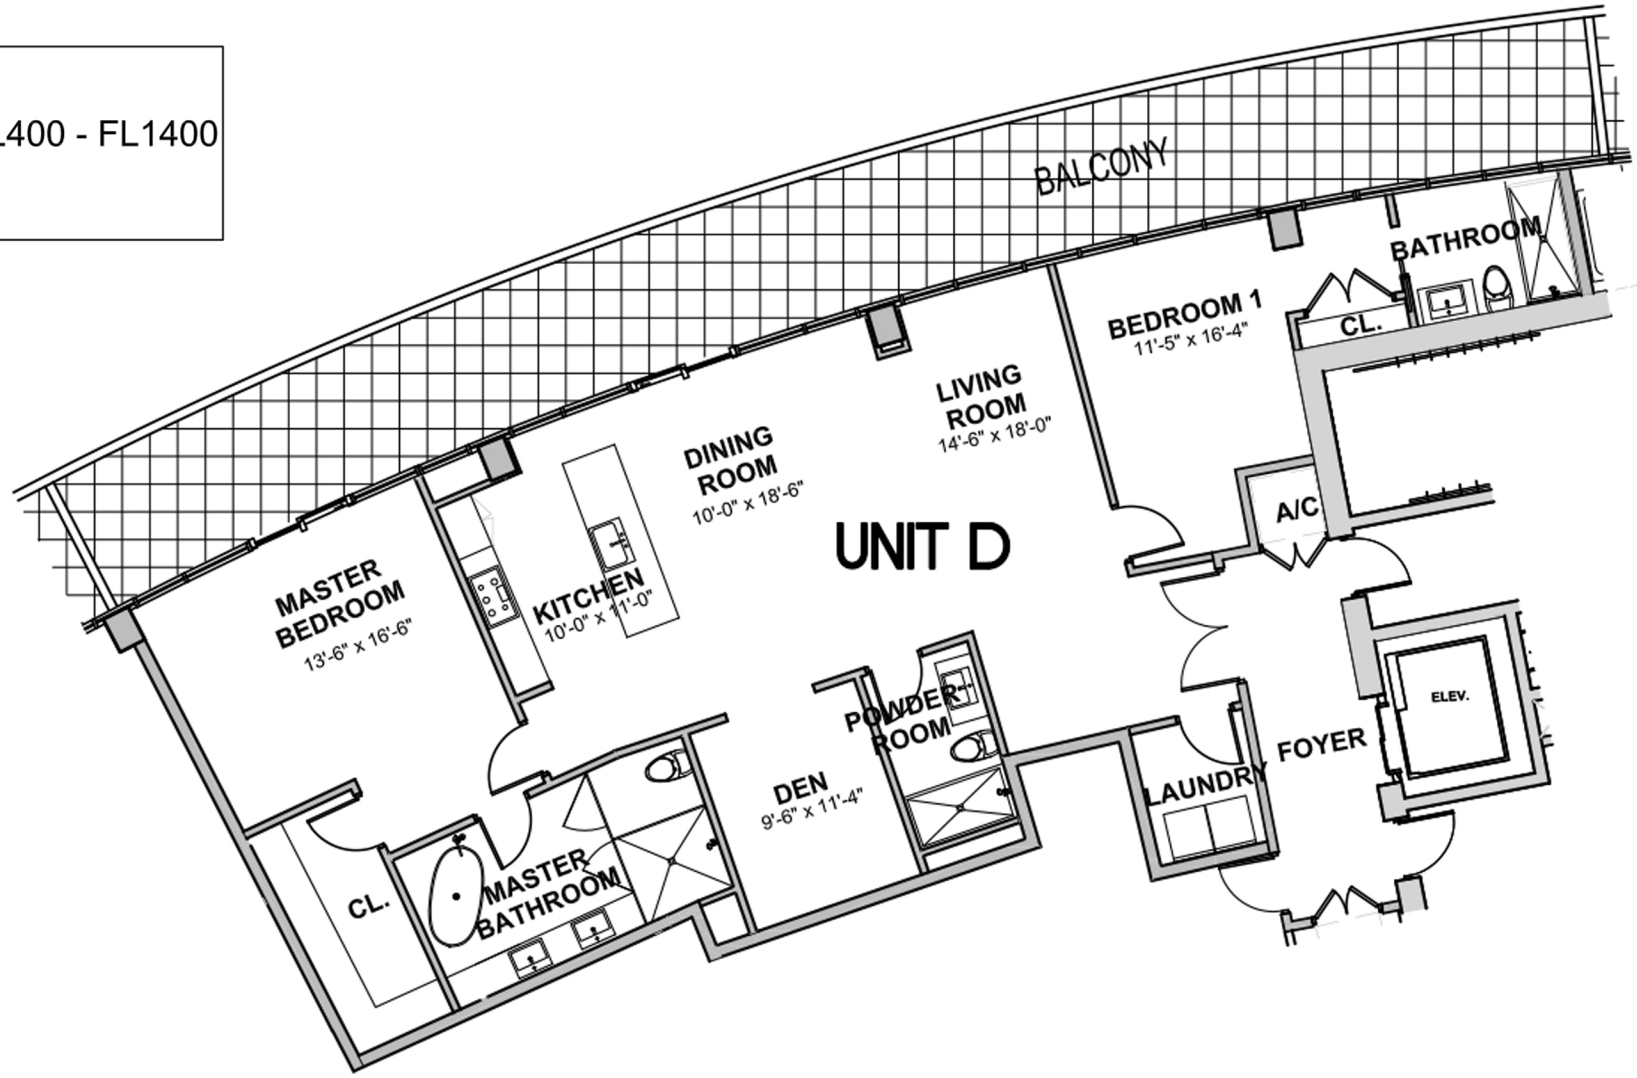 L400 - FL1400
BALCONY
BATHROOM
BEDROOM 1
11'-5" x 16'-4"
CL.
LIVING
ROOM
14'-6" x 18'-0"
DINING
ROOM
10'-0" x 18'-6"
UNIT D
A/C
MASTER
BEDROOM
13'-6" x 16'-6"
KITCHEN
10'-0" x 11'-0"
POWDER
ROOM
ELEV.
FOYER
LAUNDRY
DEN
9'-6" x 11'-4"
MASTER
BATHROOM
CL.